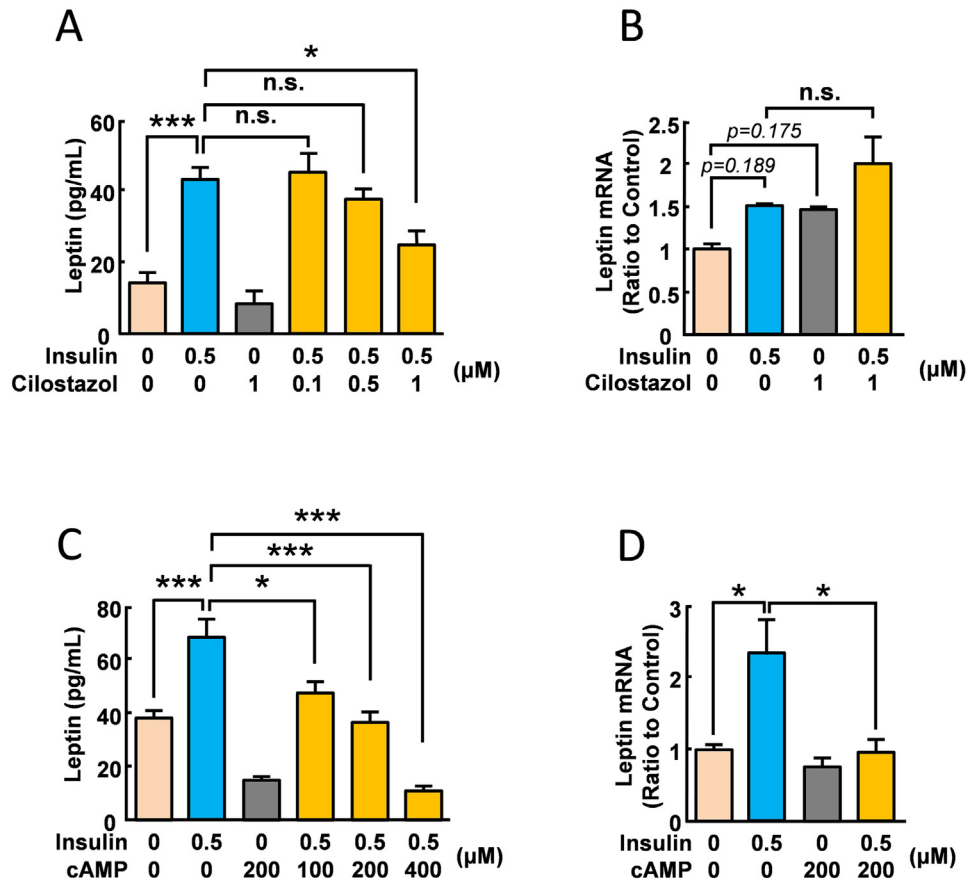 A
*
n.s.
n.s.
***
60
40
20
0
Leptin (pg/mL)
Insulin 0 0.5 0 0.5 0.5 0.5
Cilostazol 0 0 1 0.1 0.5 1
(μM)
B
n.s.
p=0.175
p=0.189
2.5
2
1.5
1
0.5
0
Leptin mRNA
(Ratio to Control)
Insulin 0 0.5 0 0.5
Cilostazol 0 0 1 1
(μM)
C
***
***
*
***
80
60
40
20
0
Leptin (pg/mL)
Insulin 0 0.5 0 0.5 0.5 0.5
cAMP 0 0 200 100 200 400
(μM)
D
*
*
3
2
1
0
Leptin mRNA
(Ratio to Control)
Insulin 0 0.5 0 0.5
cAMP 0 0 200 200
(μM)